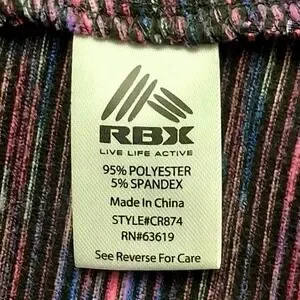 RBX
LIVE LIFE ACTIVE
95% POLYESTER
5% SPANDEX
Made In China
STYLE#CR874
RN#63619
See Reverse For Care